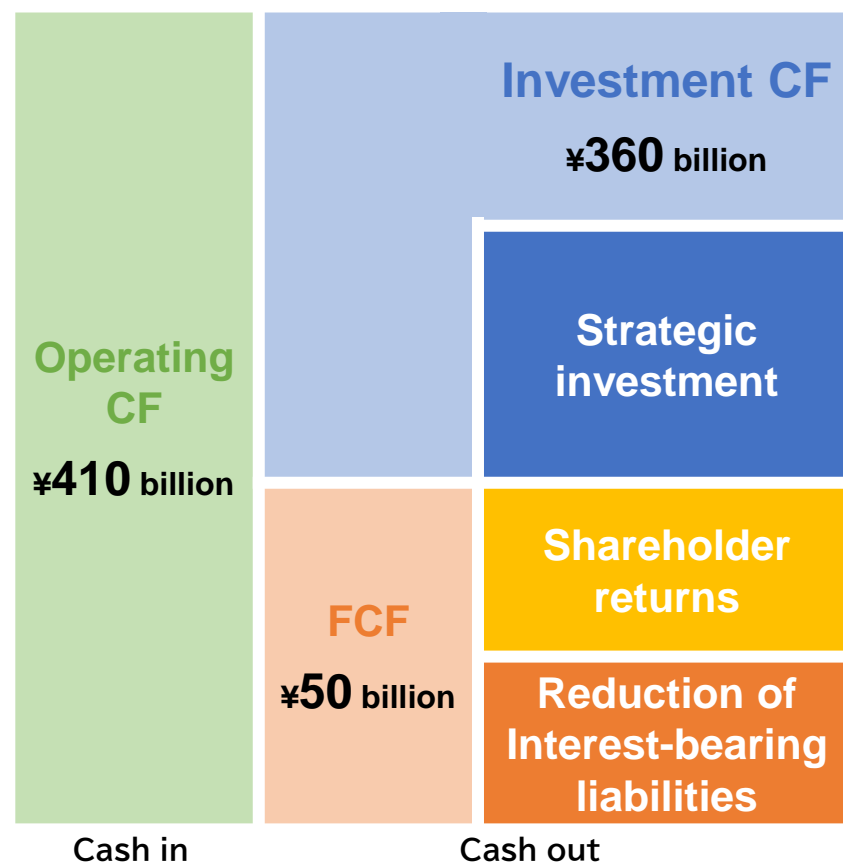 Operating
CF
¥410 billion
Investment CF
¥360 billion
Strategic
investment
FCF
¥50 billion
Shareholder
returns
Reduction of
Interest-bearing
liabilities
Cash in
Cash out